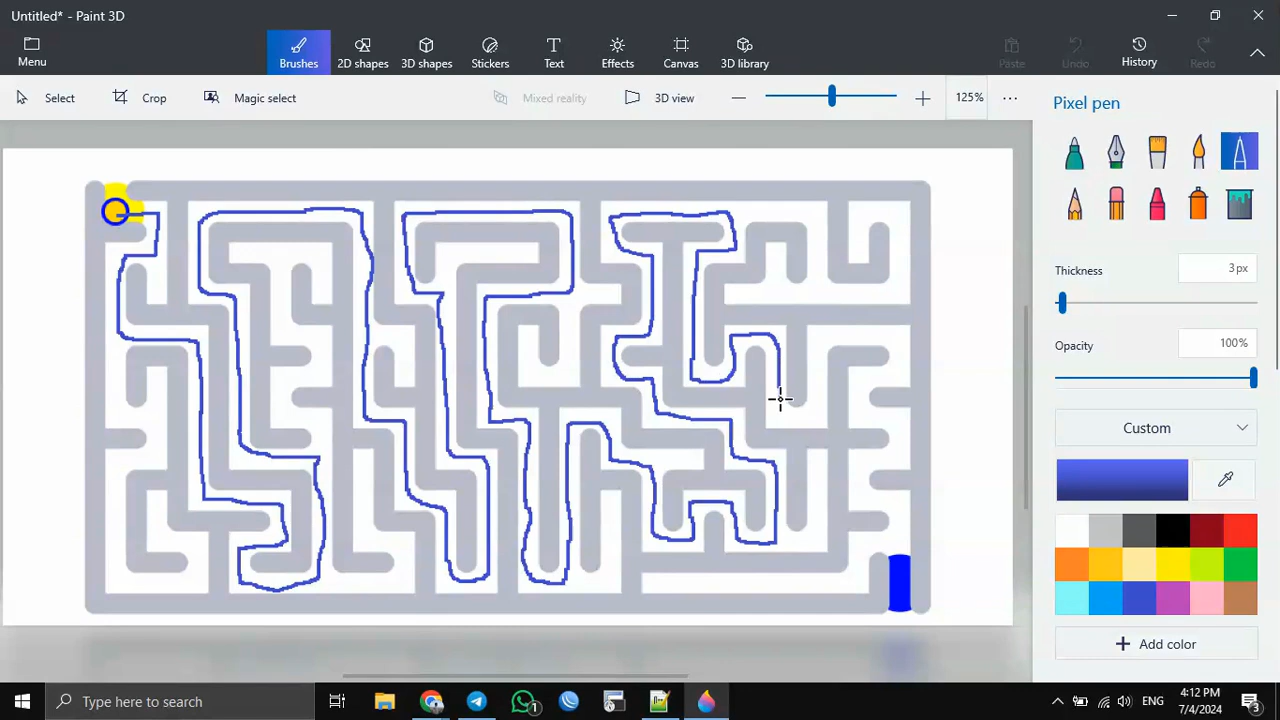 Untitled* - Paint 3D
Menu
Brushes
2D shapes
3D shapes
Stickers
Text
Effects
Canvas
3D library
Paste
Undo
History
Redo
Select
Crop
Magic select
Mixed reality
3D view
125%
Pixel pen
Thickness
3px
Opacity
100%
Custom
Add color
Type here to search
1
ENG
4:12 PM
7/4/2024
3